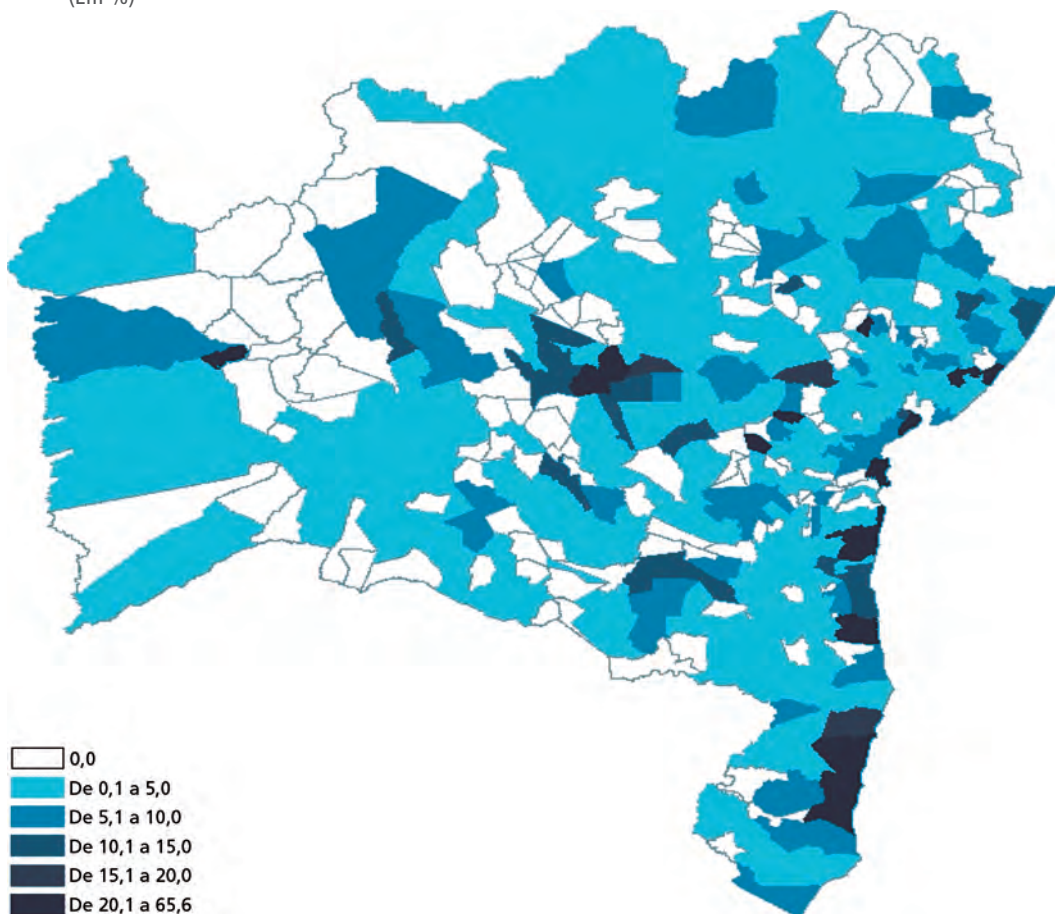 (Em %)
0,0
De 0,1 a 5,0
De 5,1 a 10,0
De 10,1 a 15,0
De 15,1 a 20,0
De 20,1 a 65,6